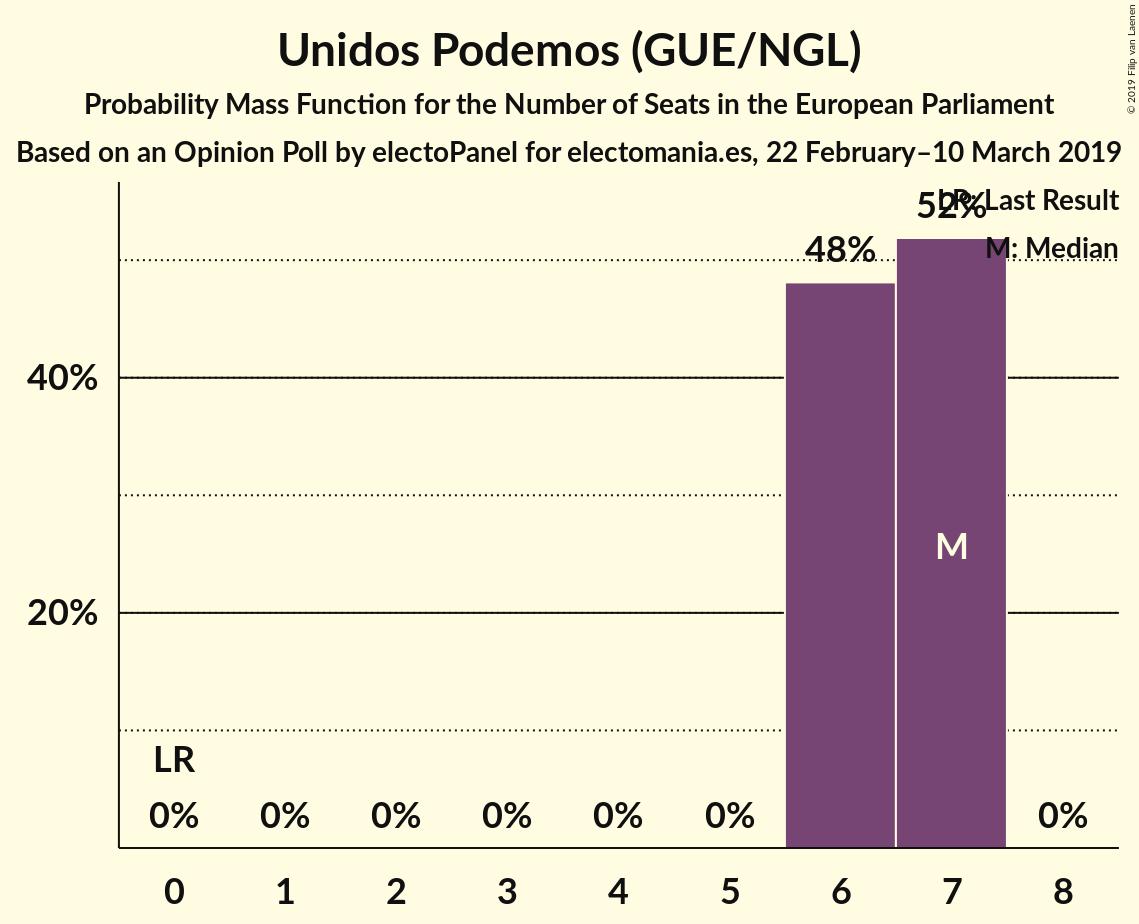 © 2019 Filip van Laenen
Unidos Podemos (GUE/NGL)
Probability Mass Function for the Number of Seats in the European Parliament
Based on an Opinion Poll by electoPanel for electomania.es, 22 February–10 March 2019
LR: Last Result
M: Median
52%
48%
40%
M
20%
LR
0% 0% 0% 0% 0% 0% 0%
0 1 2 3 4 5 6 7 8